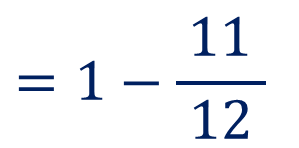 = 1 − 11/12